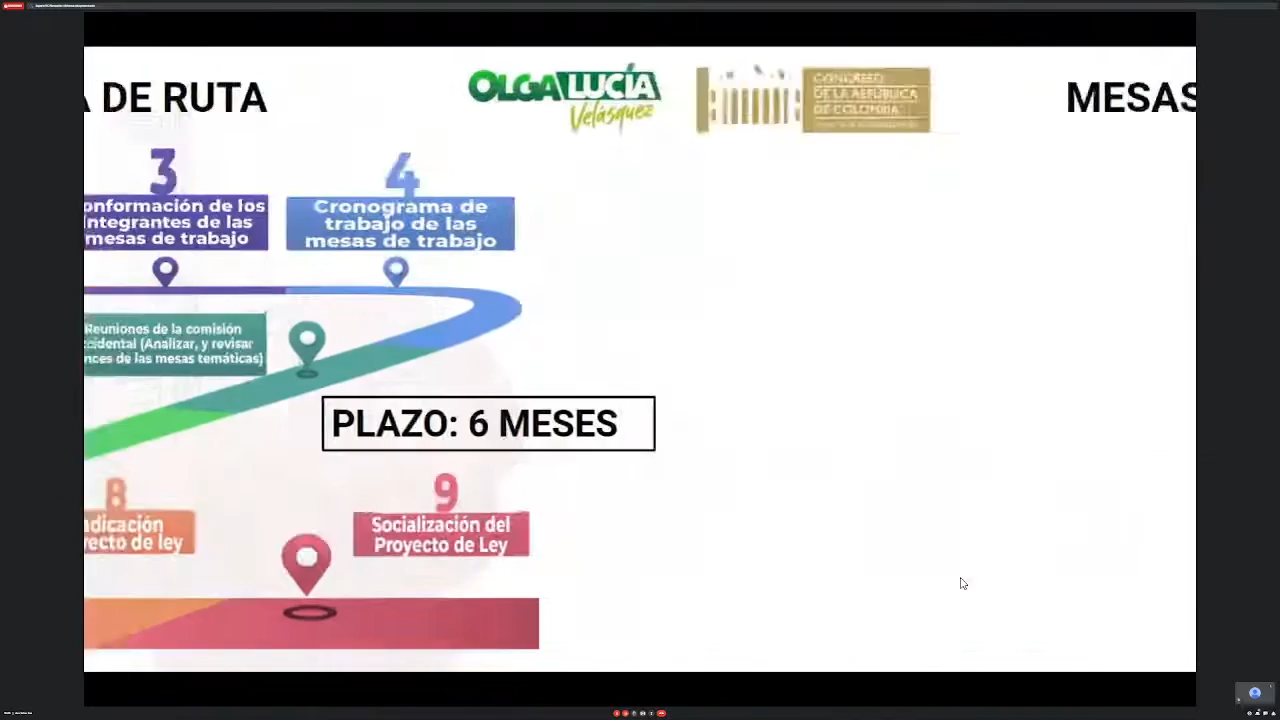 A DE RUTA
OLGA LUCÍA
Velásquez
CONGRESO
DE LA REPÚBLICA
DE COLOMBIA
MESAS
3
onformación de los
integrantes de las
mesas de trabajo
4
Cronograma de
trabajo de las
mesas de trabajo
Reuniones de la comisión
cidental (Analizar, y revisar
nces de las mesas temáticas)
PLAZO: 6 MESES
8
adicación
yecto de ley
9
Socialización del
Proyecto de Ley